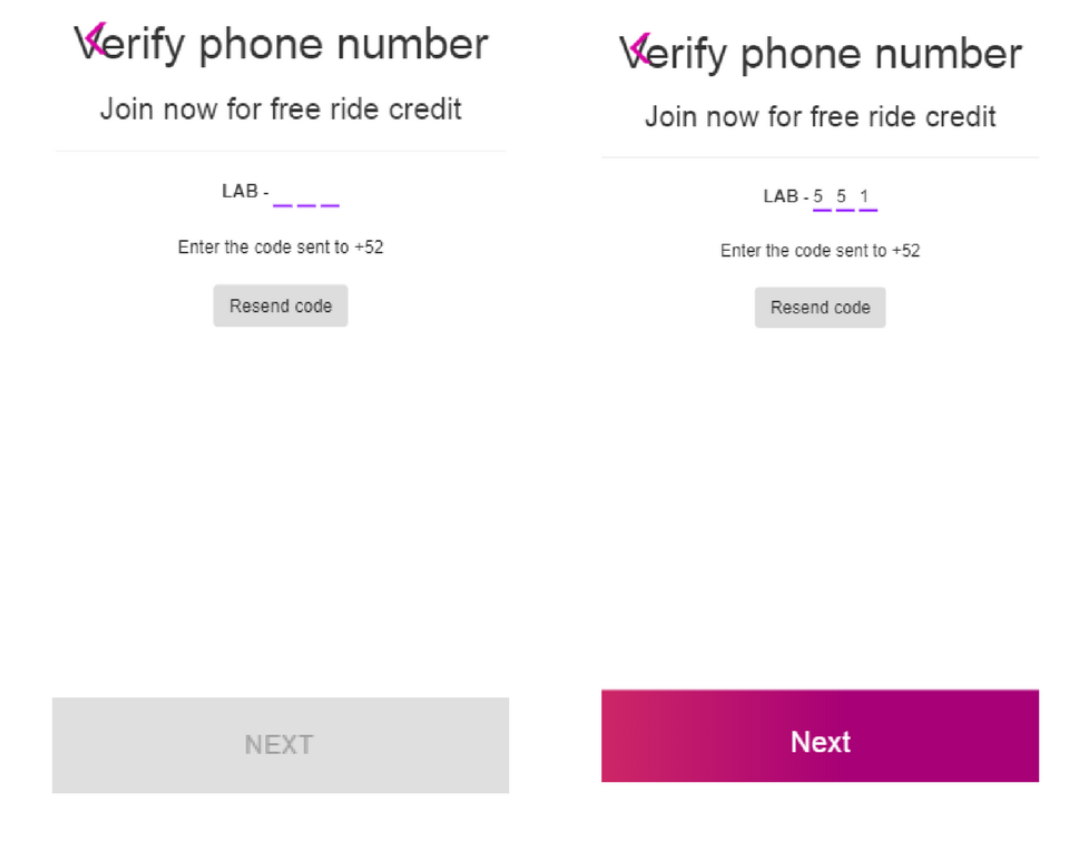 Verify phone number
Join now for free ride credit
LAB - _ _ _
Enter the code sent to +52
Resend code
NEXT
Verify phone number
Join now for free ride credit
LAB - 5 5 1
Enter the code sent to +52
Resend code
Next